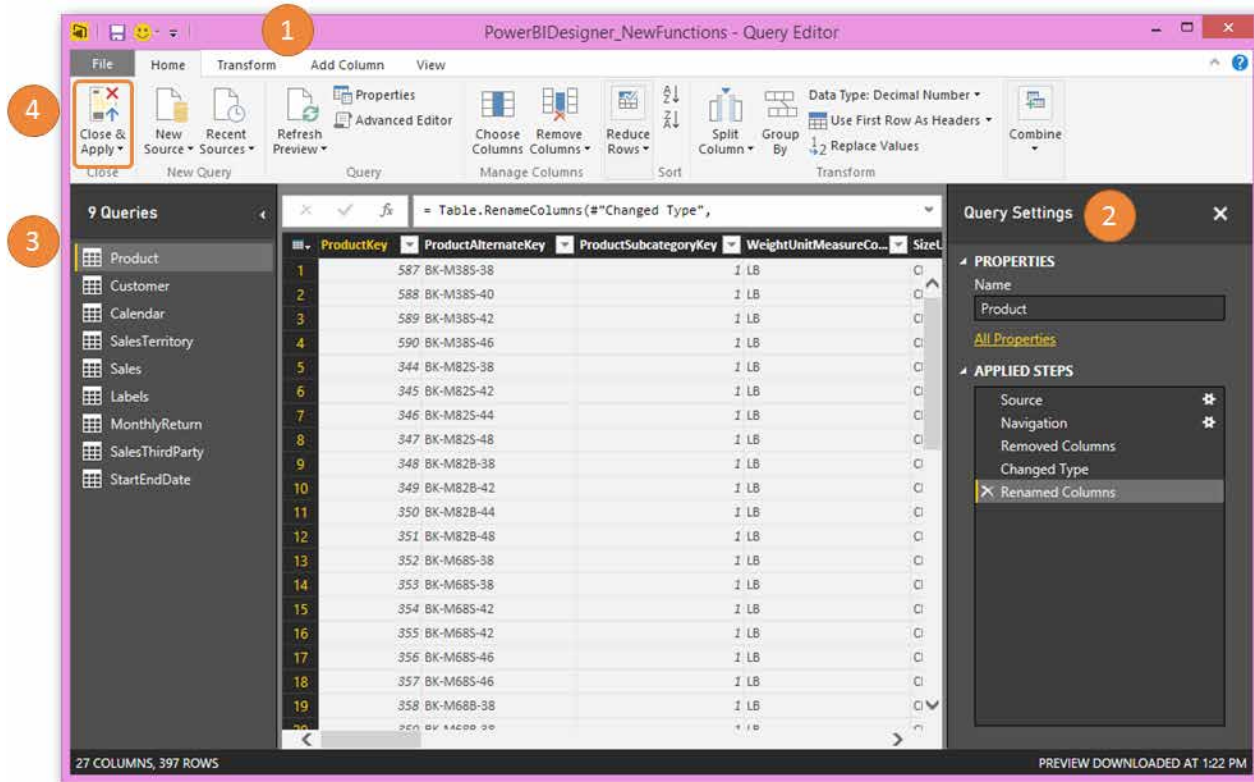 1
PowerBIDesigner_NewFunctions - Query Editor
File Home Transform Add Column View
4
Close & Apply
New Source
Recent Sources
Refresh Preview
Properties
Advanced Editor
Choose Columns
Remove Columns
Reduce Rows
Split Column
Group By
Data Type: Decimal Number
Use First Row As Headers
Replace Values
Combine
Close New Query Query Manage Columns Sort Transform
3
9 Queries
Product
Customer
Calendar
SalesTerritory
Sales
Labels
MonthlyReturn
SalesThirdParty
StartEndDate
fx = Table.RenameColumns(#"Changed Type",
ProductKey ProductAlternateKey ProductSubcategoryKey WeightUnitMeasureCo... SizeU
1 587 BK-M38S-38 1 LB
2 588 BK-M38S-40 1 LB
3 589 BK-M38S-42 1 LB
4 590 BK-M38S-46 1 LB
5 344 BK-M82S-38 1 LB
6 345 BK-M82S-42 1 LB
7 346 BK-M82S-44 1 LB
8 347 BK-M82S-48 1 LB
9 348 BK-M82B-38 1 LB
10 349 BK-M82B-42 1 LB
11 350 BK-M82B-44 1 LB
12 351 BK-M82B-48 1 LB
13 352 BK-M68S-38 1 LB
14 353 BK-M68S-38 1 LB
15 354 BK-M68S-42 1 LB
16 355 BK-M68S-42 1 LB
17 356 BK-M68S-46 1 LB
18 357 BK-M68S-46 1 LB
19 358 BK-M68B-38 1 LB
Query Settings
2
PROPERTIES
Name
Product
All Properties
APPLIED STEPS
Source
Navigation
Removed Columns
Changed Type
Renamed Columns
27 COLUMNS, 397 ROWS
PREVIEW DOWNLOADED AT 1:22 PM